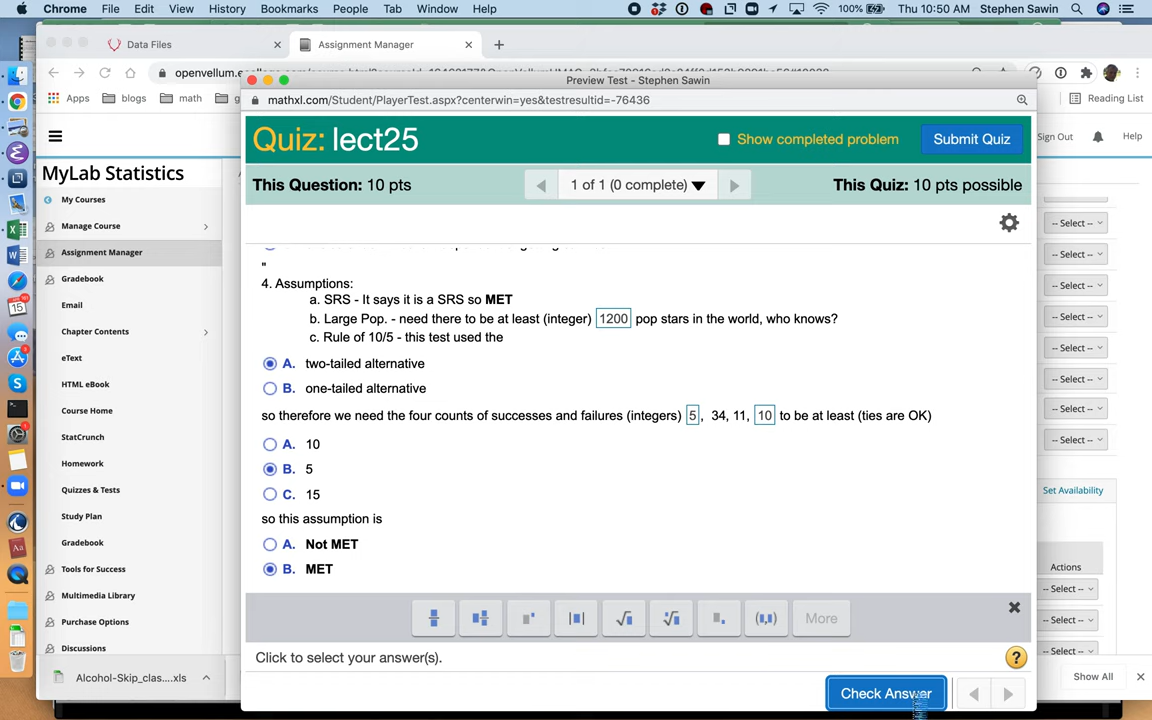 Chrome File Edit View History Bookmarks People Tab Window Help 100% Thu 10:50 AM Stephen Sawin
Data Files
Assignment Manager
Apps blogs math
Reading List
Preview Test - Stephen Sawin
mathxl.com/Student/PlayerTest.aspx?centerwin=yes&testresultid=-76436
Sign Out
Help
MyLab Statistics
My Courses
Manage Course
Assignment Manager
Gradebook
Email
Chapter Contents
eText
HTML eBook
Course Home
StatCrunch
Homework
Quizzes & Tests
Study Plan
Gradebook
Tools for Success
Multimedia Library
Purchase Options
Discussions
Quiz: lect25
Show completed problem
Submit Quiz
This Question: 10 pts
1 of 1 (0 complete)
This Quiz: 10 pts possible
"
4. Assumptions:
a. SRS - It says it is a SRS so MET
b. Large Pop. - need there to be at least (integer) 1200 pop stars in the world, who knows?
c. Rule of 10/5 - this test used the
A. two-tailed alternative
B. one-tailed alternative
so therefore we need the four counts of successes and failures (integers) 5, 34, 11, 10 to be at least (ties are OK)
A. 10
B. 5
C. 15
so this assumption is
A. Not MET
B. MET
More
Click to select your answer(s).
?
Check Answer
-- Select --
-- Select --
-- Select --
-- Select --
-- Select --
-- Select --
-- Select --
-- Select --
Set Availability
Actions
-- Select --
-- Select --
-- Select --
Alcohol-Skip_clas....xls
Show All